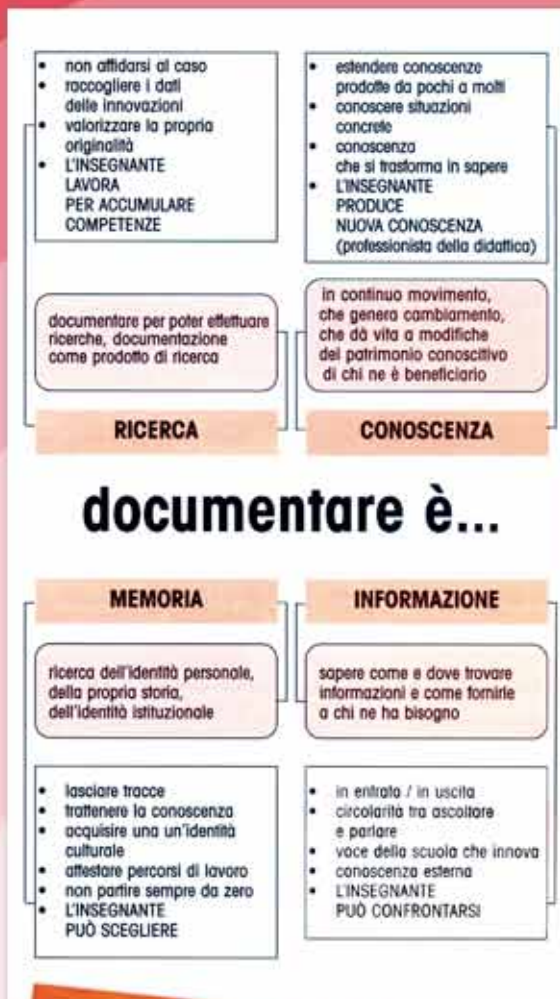 • non affidarsi al caso
• raccogliere i dati
delle innovazioni
• valorizzare la propria
originalità
• L'INSEGNANTE
LAVORA
PER ACCUMULARE
COMPETENZE
• estendere conoscenze
prodotte da pochi a molti
• conoscere situazioni
concrete
• conoscenza
che si trasforma in sapere
• L'INSEGNANTE
PRODUCE
NUOVA CONOSCENZA
(professionista della didattica)
documentare per poter effettuare
ricerche, documentazione
come prodotto di ricerca
in continuo movimento,
che genera cambiamento,
che dà vita a modifiche
del patrimonio conoscitivo
di chi ne è beneficiario
RICERCA
CONOSCENZA
documentare è...
MEMORIA
INFORMAZIONE
ricerca dell'identità personale,
della propria storia,
dell'identità istituzionale
sapere come e dove trovare
informazioni e come fornirle
a chi ne ha bisogno
• lasciare tracce
• trattenere la conoscenza
• acquisire una un'identità
culturale
• attestare percorsi di lavoro
• non partire sempre da zero
• L'INSEGNANTE
PUÒ SCEGLIERE
• in entrata / in uscita
• circolarità tra ascoltare
e parlare
• voce della scuola che innova
• conoscenza esterna
• L'INSEGNANTE
PUÒ CONFRONTARSI